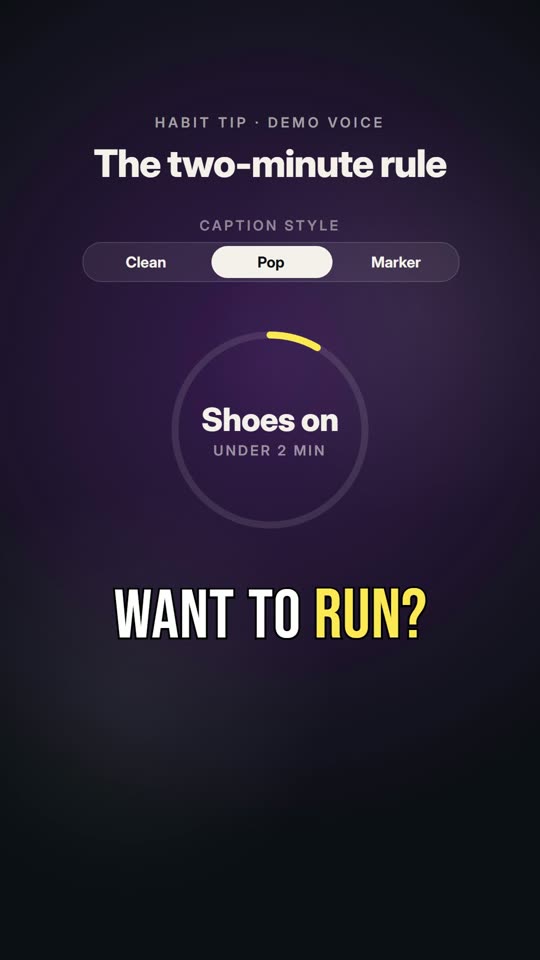 HABIT TIP · DEMO VOICE
The two-minute rule
CAPTION STYLE
Clean Pop Marker
Shoes on
UNDER 2 MIN
WANT TO RUN?